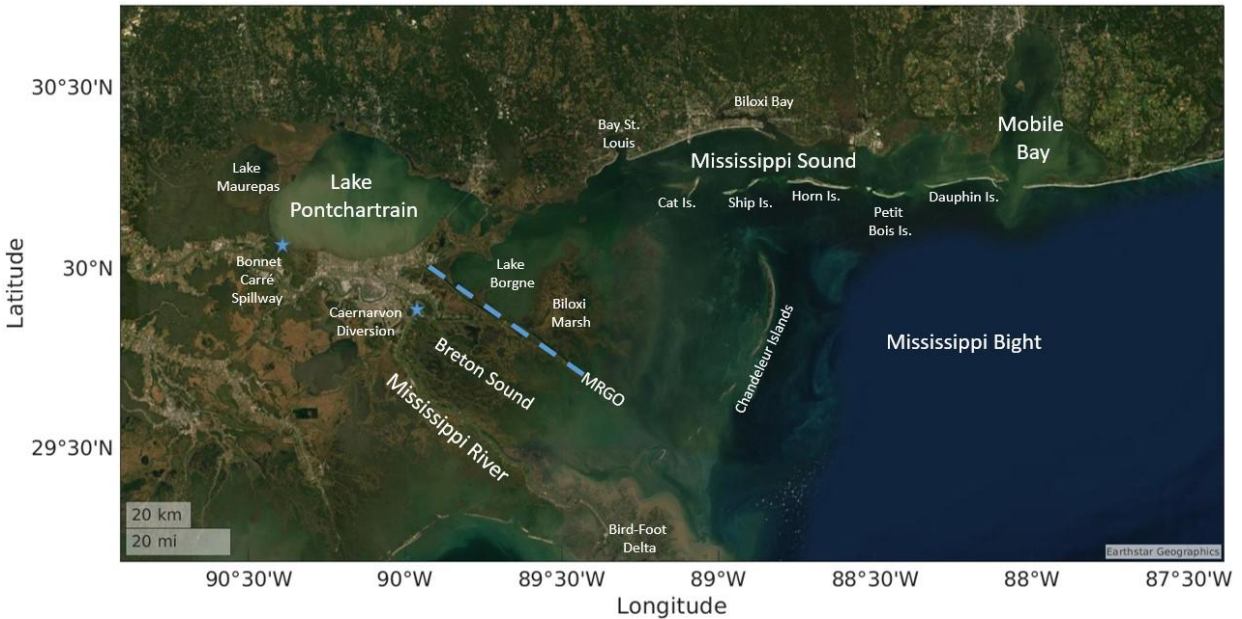 30°30'N
30°N
29°30'N
Latitude
Lake
Maurepas
Lake
Pontchartrain
Bonnet
Carré
Spillway
Caernarvon
Diversion
Bay St.
Louis
Biloxi Bay
Mississippi Sound
Mobile
Bay
Cat Is.
Ship Is.
Horn Is.
Petit
Bois Is.
Dauphin Is.
Lake
Borgne
Biloxi
Marsh
Breton Sound
MRGO
Mississippi River
Chandeleur Islands
Mississippi Bight
Bird-Foot
Delta
20 km
20 mi
Earthstar Geographics
90°30'W
90°W
89°30'W
89°W
88°30'W
88°W
87°30'W
Longitude